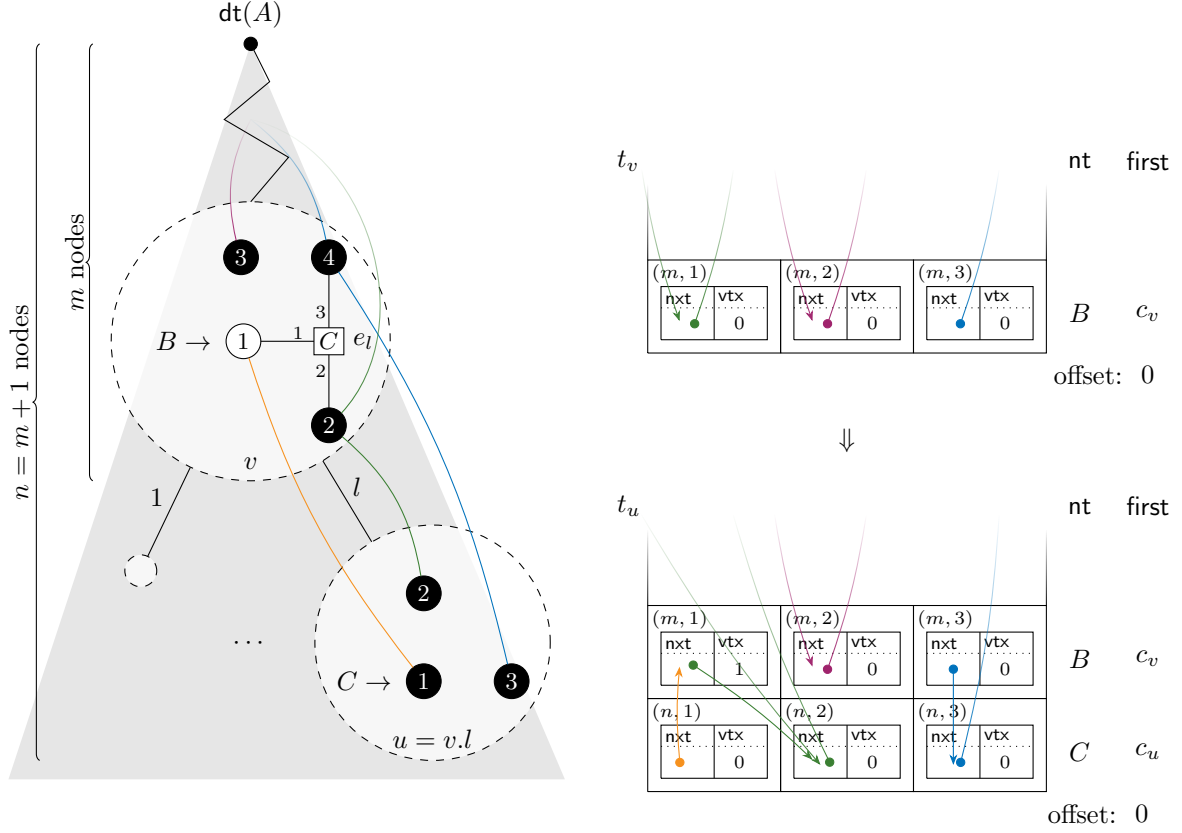 dt(A)
n = m + 1 nodes
m nodes
3
4
3
B →
1
1
C
e_l
2
2
v
1
l
2
...
C →
1
3
u = v.l
t_v
nt
first
(m, 1)
(m, 2)
(m, 3)
nxt
vtx
nxt
vtx
nxt
vtx
0
0
0
B
c_v
offset: 0
⇓
t_u
nt
first
(m, 1)
(m, 2)
(m, 3)
nxt
vtx
nxt
vtx
nxt
vtx
1
0
0
B
c_v
(n, 1)
(n, 2)
(n, 3)
nxt
vtx
nxt
vtx
nxt
vtx
0
0
0
C
c_u
offset: 0